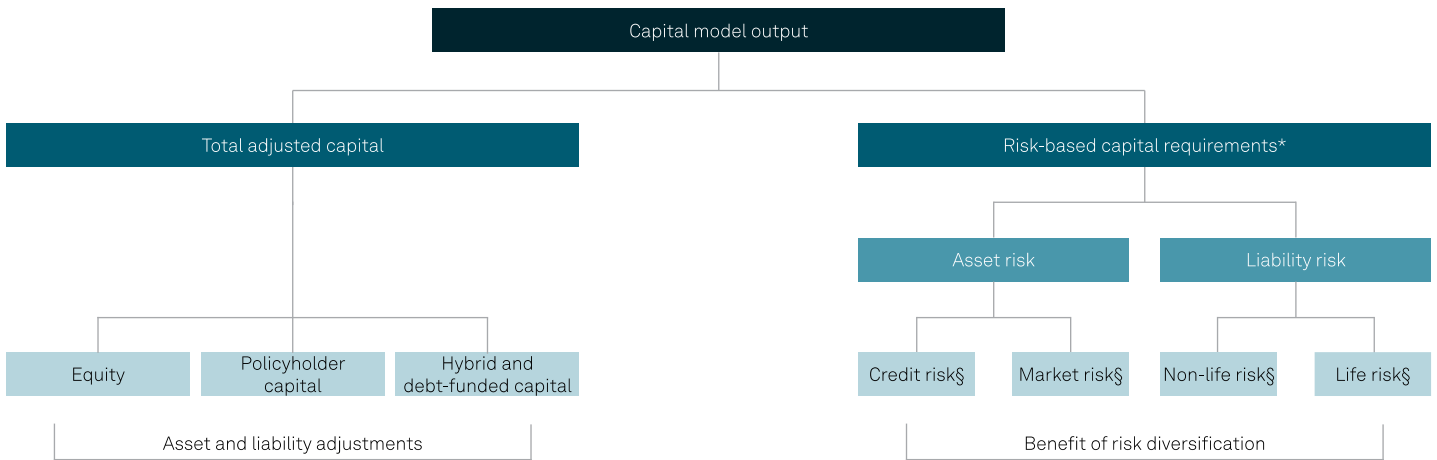 Capital model output
Total adjusted capital
Risk-based capital requirements*
Asset risk
Liability risk
Equity
Policyholder
capital
Hybrid and
debt-funded capital
Credit risk§
Market risk§
Non-life risk§
Life risk§
Asset and liability adjustments
Benefit of risk diversification